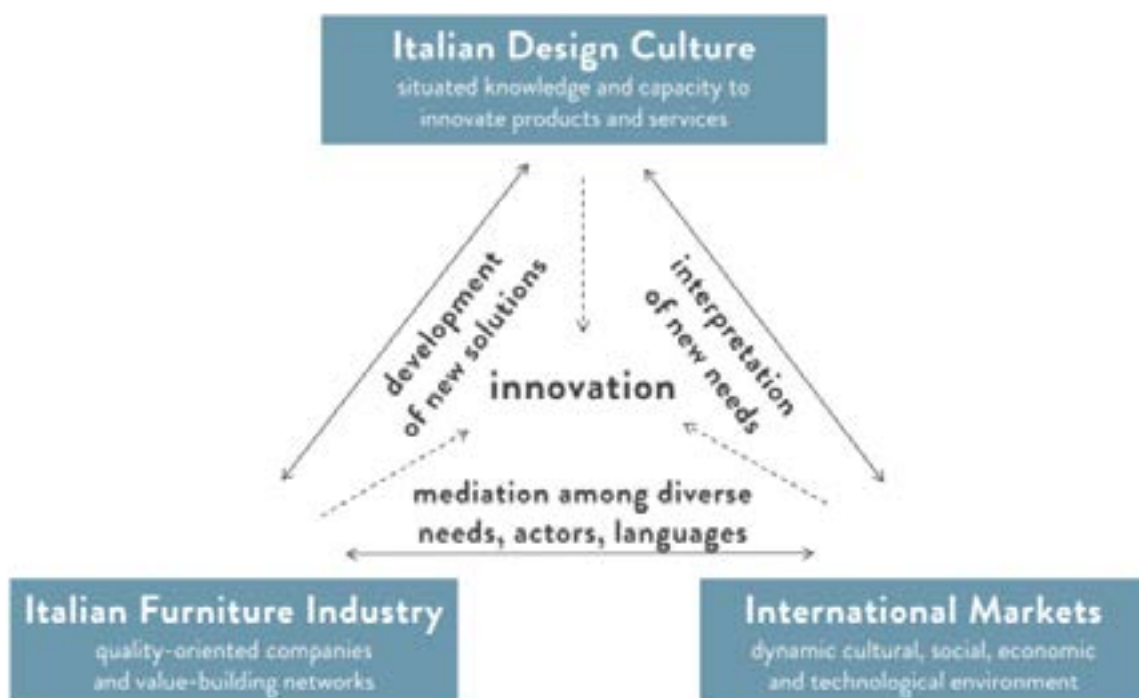 Italian Design Culture
situated knowledge and capacity to
innovate products and services
development
of new solutions
interpretation
of new needs
innovation
mediation among diverse
needs, actors, languages
Italian Furniture Industry
quality-oriented companies
and value-building networks
International Markets
dynamic cultural, social, economic
and technological environment